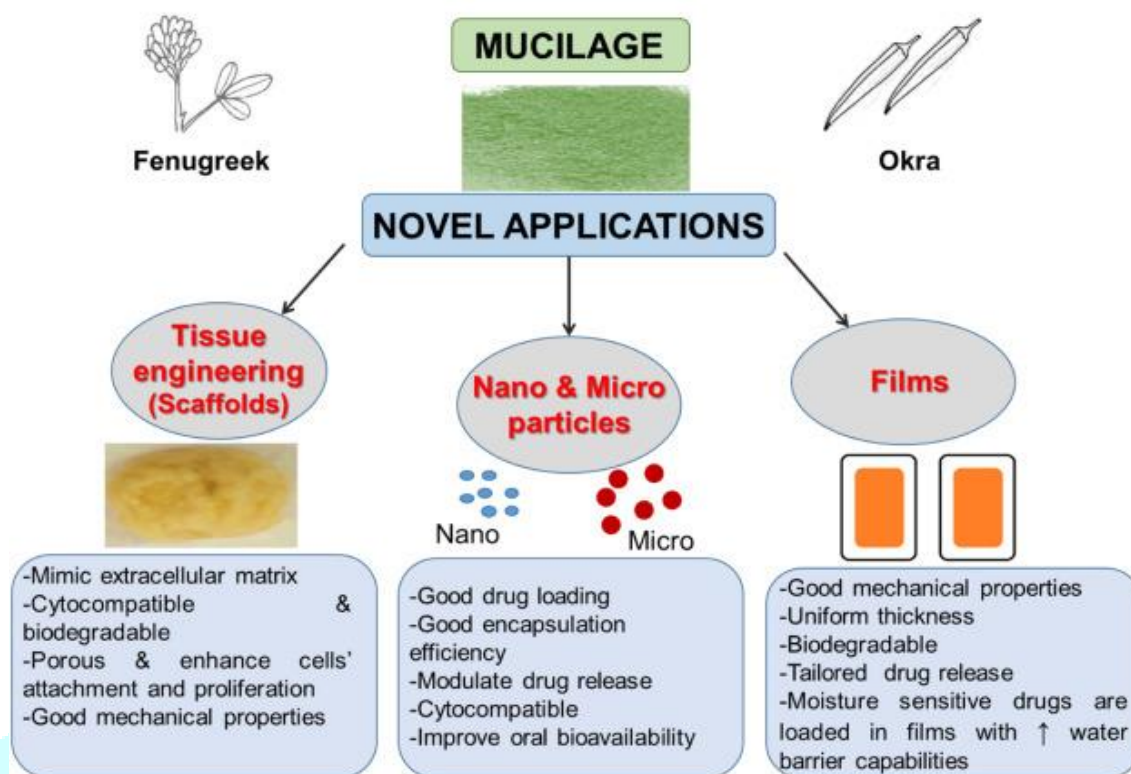 MUCILAGE
Fenugreek
Okra
NOVEL APPLICATIONS
Tissue
engineering
(Scaffolds)
Nano & Micro
particles
Films
Nano
Micro
-Mimic extracellular matrix
-Cytocompatible &
biodegradable
-Porous & enhance cells'
attachment and proliferation
-Good mechanical properties
-Good drug loading
-Good encapsulation
efficiency
-Modulate drug release
-Cytocompatible
-Improve oral bioavailability
-Good mechanical properties
-Uniform thickness
-Biodegradable
-Tailored drug release
-Moisture sensitive drugs are
loaded in films with ↑ water
barrier capabilities